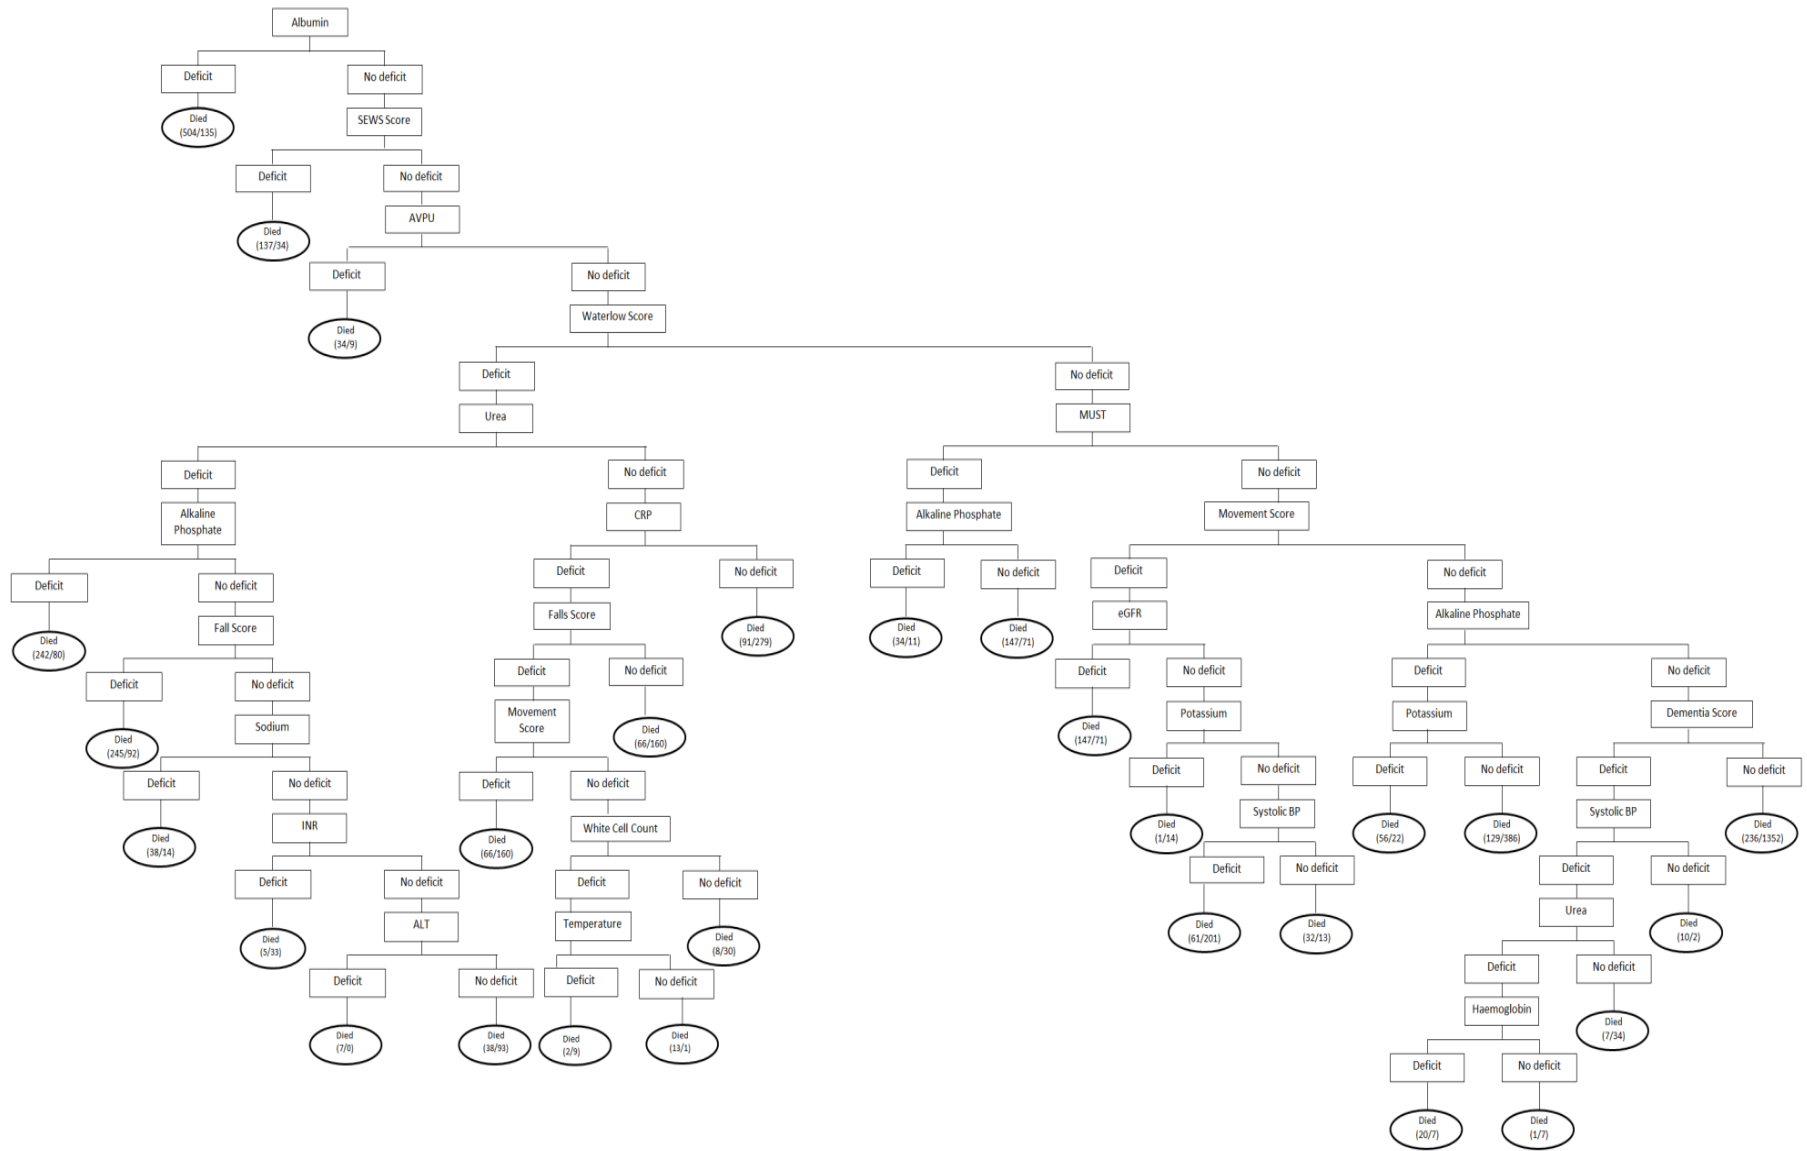 Albumin
Deficit
No deficit
Died
(504/135)
SEWS Score
Deficit
No deficit
Died
(137/34)
AVPU
Deficit
No deficit
Died
(34/9)
Waterlow Score
Deficit
No deficit
Urea
MUST
Deficit
No deficit
Deficit
No deficit
Alkaline
Phosphate
CRP
Alkaline Phosphate
Movement Score
Deficit
No deficit
Deficit
No deficit
Deficit
No deficit
Deficit
No deficit
Died
(242/80)
Fall Score
Falls Score
Died
(91/279)
Died
(34/11)
Died
(147/71)
eGFR
Alkaline Phosphate
Deficit
No deficit
Deficit
No deficit
Deficit
No deficit
Deficit
No deficit
Died
(245/92)
Sodium
Movement
Score
Died
(66/160)
Died
(147/71)
Potassium
Potassium
Dementia Score
Deficit
No deficit
Deficit
No deficit
Deficit
No deficit
Deficit
No deficit
Deficit
No deficit
Died
(38/14)
INR
Died
(66/160)
White Cell Count
Died
(1/14)
Systolic BP
Died
(56/22)
Died
(129/386)
Systolic BP
Died
(236/1352)
Deficit
No deficit
Deficit
No deficit
Deficit
No deficit
Deficit
No deficit
Died
(5/33)
ALT
Temperature
Died
(8/30)
Died
(61/201)
Died
(32/13)
Urea
Died
(10/2)
Deficit
No deficit
Deficit
No deficit
Deficit
No deficit
Died
(7/0)
Died
(38/93)
Died
(2/9)
Died
(13/1)
Haemoglobin
Died
(7/34)
Deficit
No deficit
Died
(20/7)
Died
(1/7)